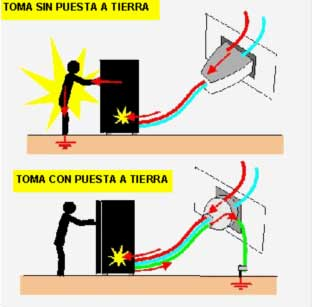 TOMA SIN PUESTA A TIERRA
TOMA CON PUESTA A TIERRA